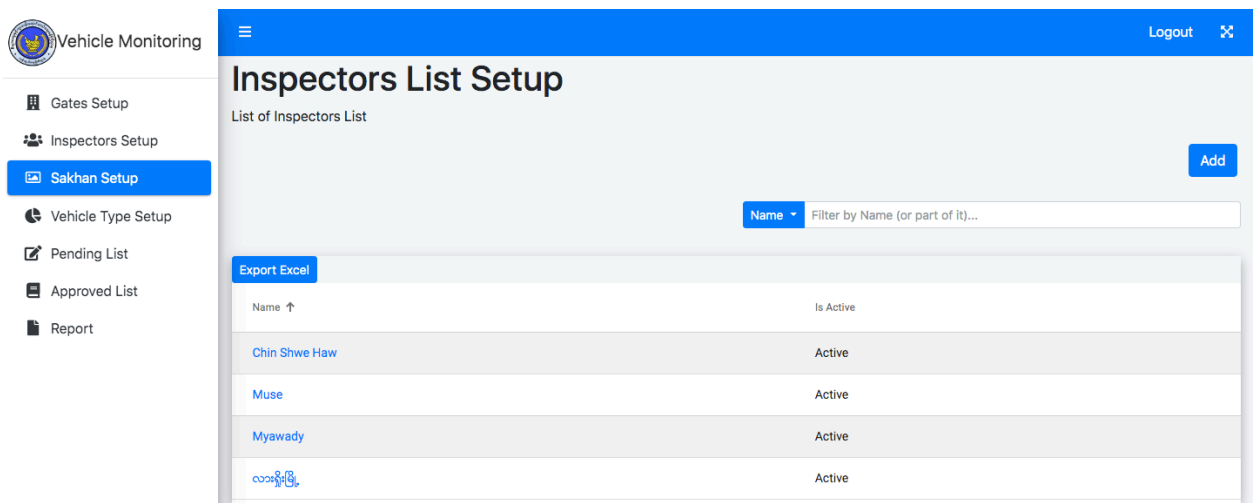 Vehicle Monitoring
Gates Setup
Inspectors Setup
Sakhan Setup
Vehicle Type Setup
Pending List
Approved List
Report
Logout
Inspectors List Setup
List of Inspectors List
Add
Name Filter by Name (or part of it)...
Export Excel
Name Is Active
Chin Shwe Haw Active
Muse Active
Myawady Active
လားရှိုးမြို့ Active